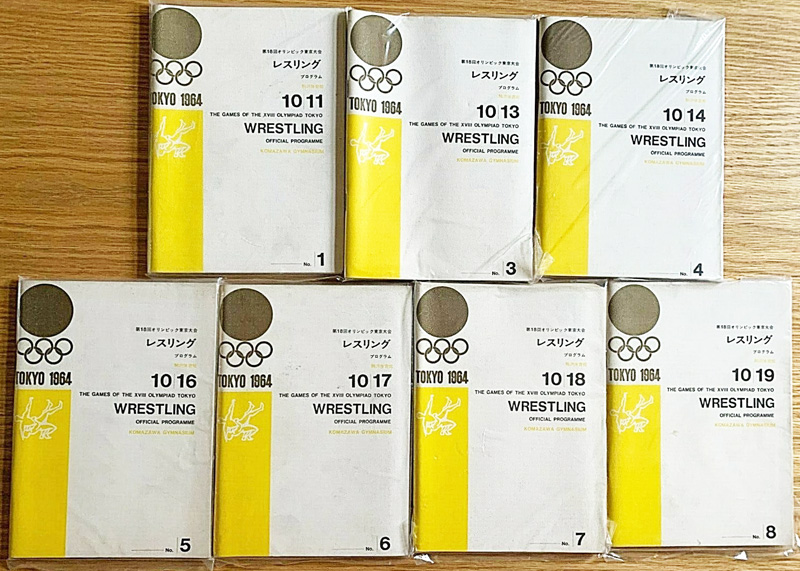 第18回オリンピック東京大会
レスリング
プログラム
TOKYO 1964
10 11
THE GAMES OF THE XVIII OLYMPIAD TOKYO
WRESTLING
OFFICIAL PROGRAMME
KOMAZAWA GYMNASIUM
No. 1
第18回オリンピック東京大会
レスリング
プログラム
TOKYO 1964
10 13
THE GAMES OF THE XVIII OLYMPIAD TOKYO
WRESTLING
OFFICIAL PROGRAMME
KOMAZAWA GYMNASIUM
No. 3
第18回オリンピック東京大会
レスリング
プログラム
TOKYO 1964
10 14
THE GAMES OF THE XVIII OLYMPIAD TOKYO
WRESTLING
OFFICIAL PROGRAMME
KOMAZAWA GYMNASIUM
No. 4
第18回オリンピック東京大会
レスリング
プログラム
TOKYO 1964
10 16
THE GAMES OF THE XVIII OLYMPIAD TOKYO
WRESTLING
OFFICIAL PROGRAMME
KOMAZAWA GYMNASIUM
No. 5
第18回オリンピック東京大会
レスリング
プログラム
TOKYO 1964
10 17
THE GAMES OF THE XVIII OLYMPIAD TOKYO
WRESTLING
OFFICIAL PROGRAMME
KOMAZAWA GYMNASIUM
No. 6
第18回オリンピック東京大会
レスリング
プログラム
TOKYO 1964
10 18
THE GAMES OF THE XVIII OLYMPIAD TOKYO
WRESTLING
OFFICIAL PROGRAMME
KOMAZAWA GYMNASIUM
No. 7
第18回オリンピック東京大会
レスリング
プログラム
TOKYO 1964
10 19
THE GAMES OF THE XVIII OLYMPIAD TOKYO
WRESTLING
OFFICIAL PROGRAMME
KOMAZAWA GYMNASIUM
No. 8